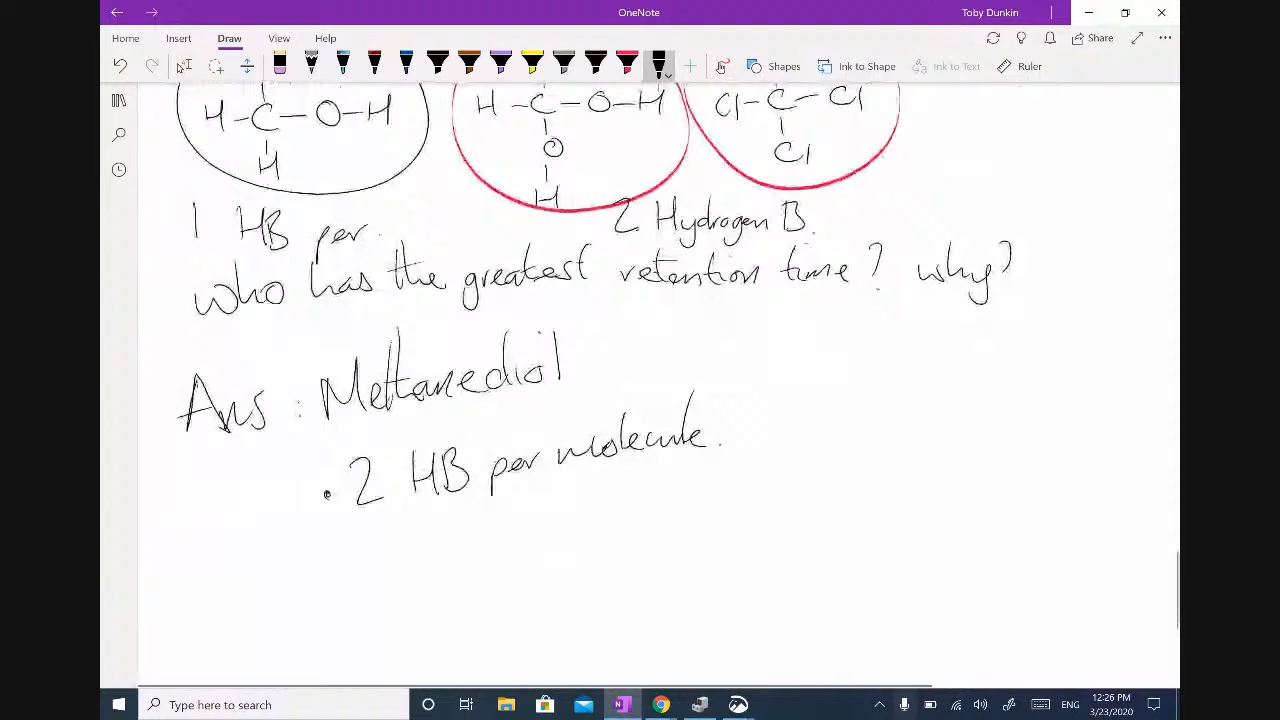 OneNote
Toby Dunkin
Home Insert Draw View Help
Share
Shapes Ink to Shape Ink to Text Ruler
H - C - O - H
H
H - C - O - H
O
H
Cl - C - Cl
Cl
1 HB per.
2 Hydrogen B.
Who has the greatest retention time? why?
Ans : Methanediol
. 2 HB per molecule.
Type here to search
ENG
12:26 PM
3/23/2020